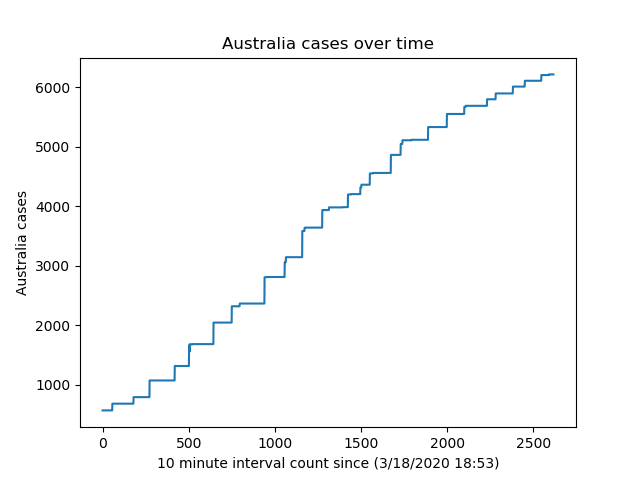 Australia cases over time
6000
5000
4000
3000
2000
1000
Australia cases
0 500 1000 1500 2000 2500
10 minute interval count since (3/18/2020 18:53)